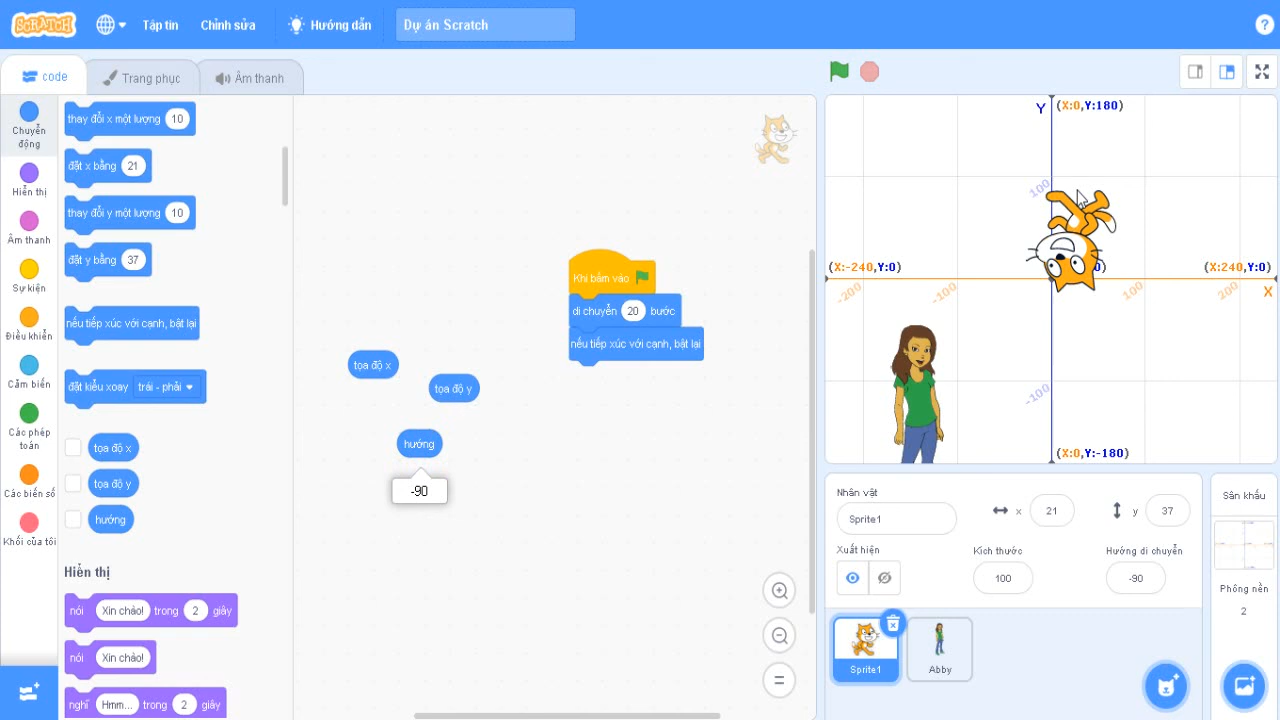 SCRATCH
Tập tin
Chỉnh sửa
Hướng dẫn
Dự án Scratch
?
code
Trang phục
Âm thanh
Chuyển động
Hiển thị
Âm thanh
Sự kiện
Điều khiển
Cảm biến
Các phép toán
Các biến số
Khối của tôi
thay đổi x một lượng 10
đặt x bằng 21
thay đổi y một lượng 10
đặt y bằng 37
nếu tiếp xúc với cạnh, bật lại
đặt kiểu xoay trái - phải
tọa độ x
tọa độ y
hướng
Hiển thị
nói Xin chào! trong 2 giây
nói Xin chào!
nghĩ Hmm... trong 2 giây
tọa độ x
tọa độ y
hướng
-90
Khi bấm vào
di chuyển 20 bước
nếu tiếp xúc với cạnh, bật lại
Y (X:0,Y:180)
100
(X:-240,Y:0) 0) (X:240,Y:0)
-200 -100 100 200 X
-100
(X:0,Y:-180)
Nhân vật
Sprite1
x 21
y 37
Xuất hiện
Kích thước
100
Hướng di chuyển
-90
Sprite1
Abby
Sân khấu
Phông nền
2